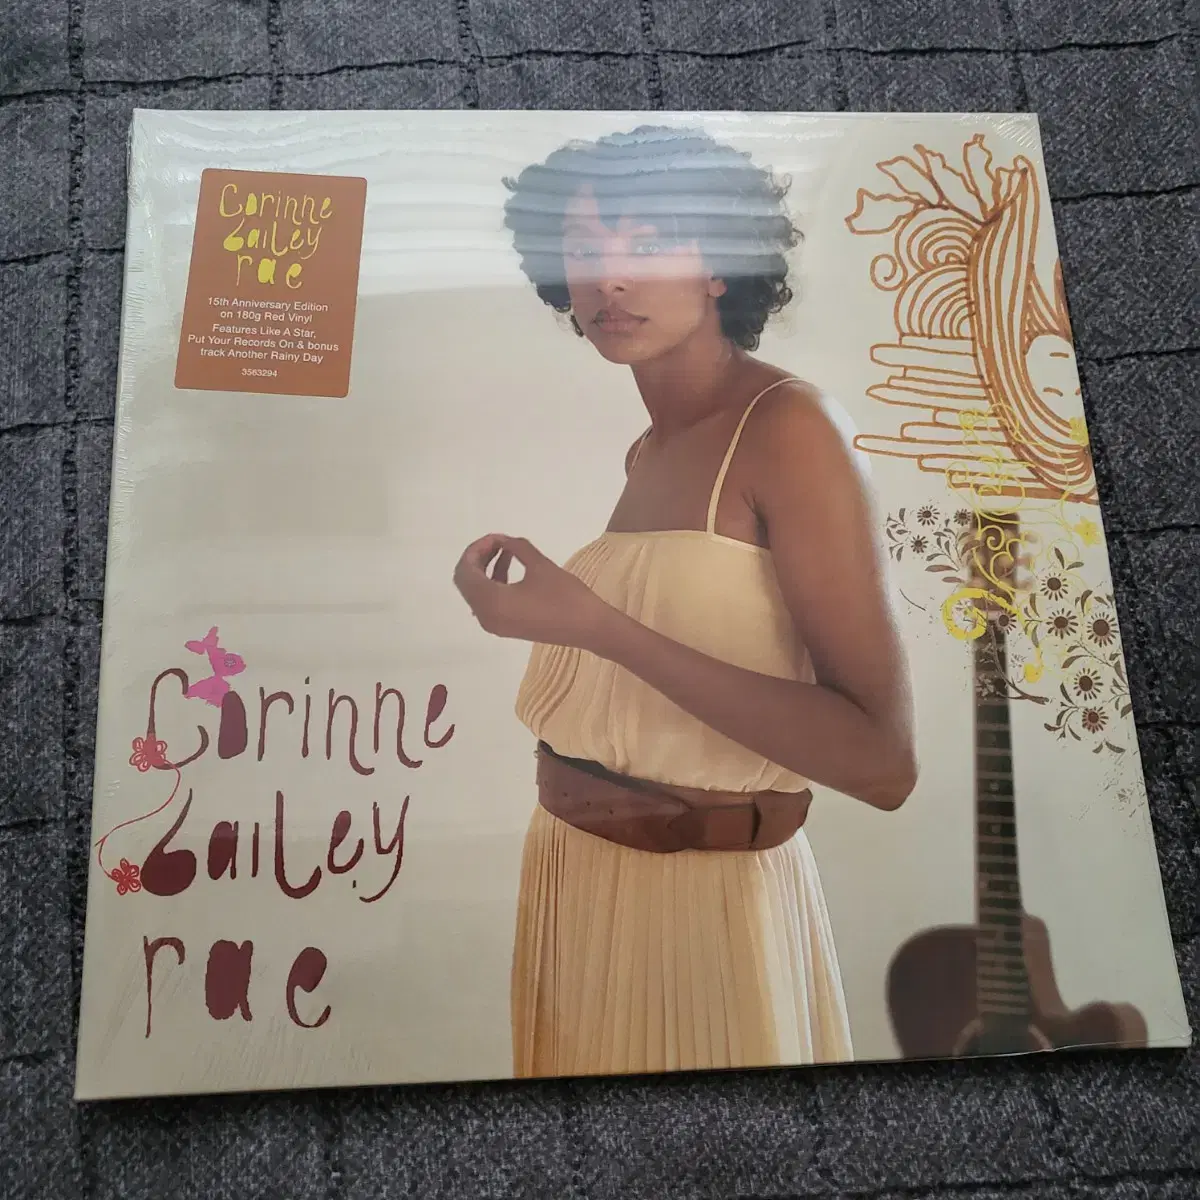 Corinne
bailey
rae
15th Anniversary Edition
on 180g Red Vinyl
Features Like A Star,
Put Your Records On & bonus
track Another Rainy Day
3563294
Corinne
bailey
rae